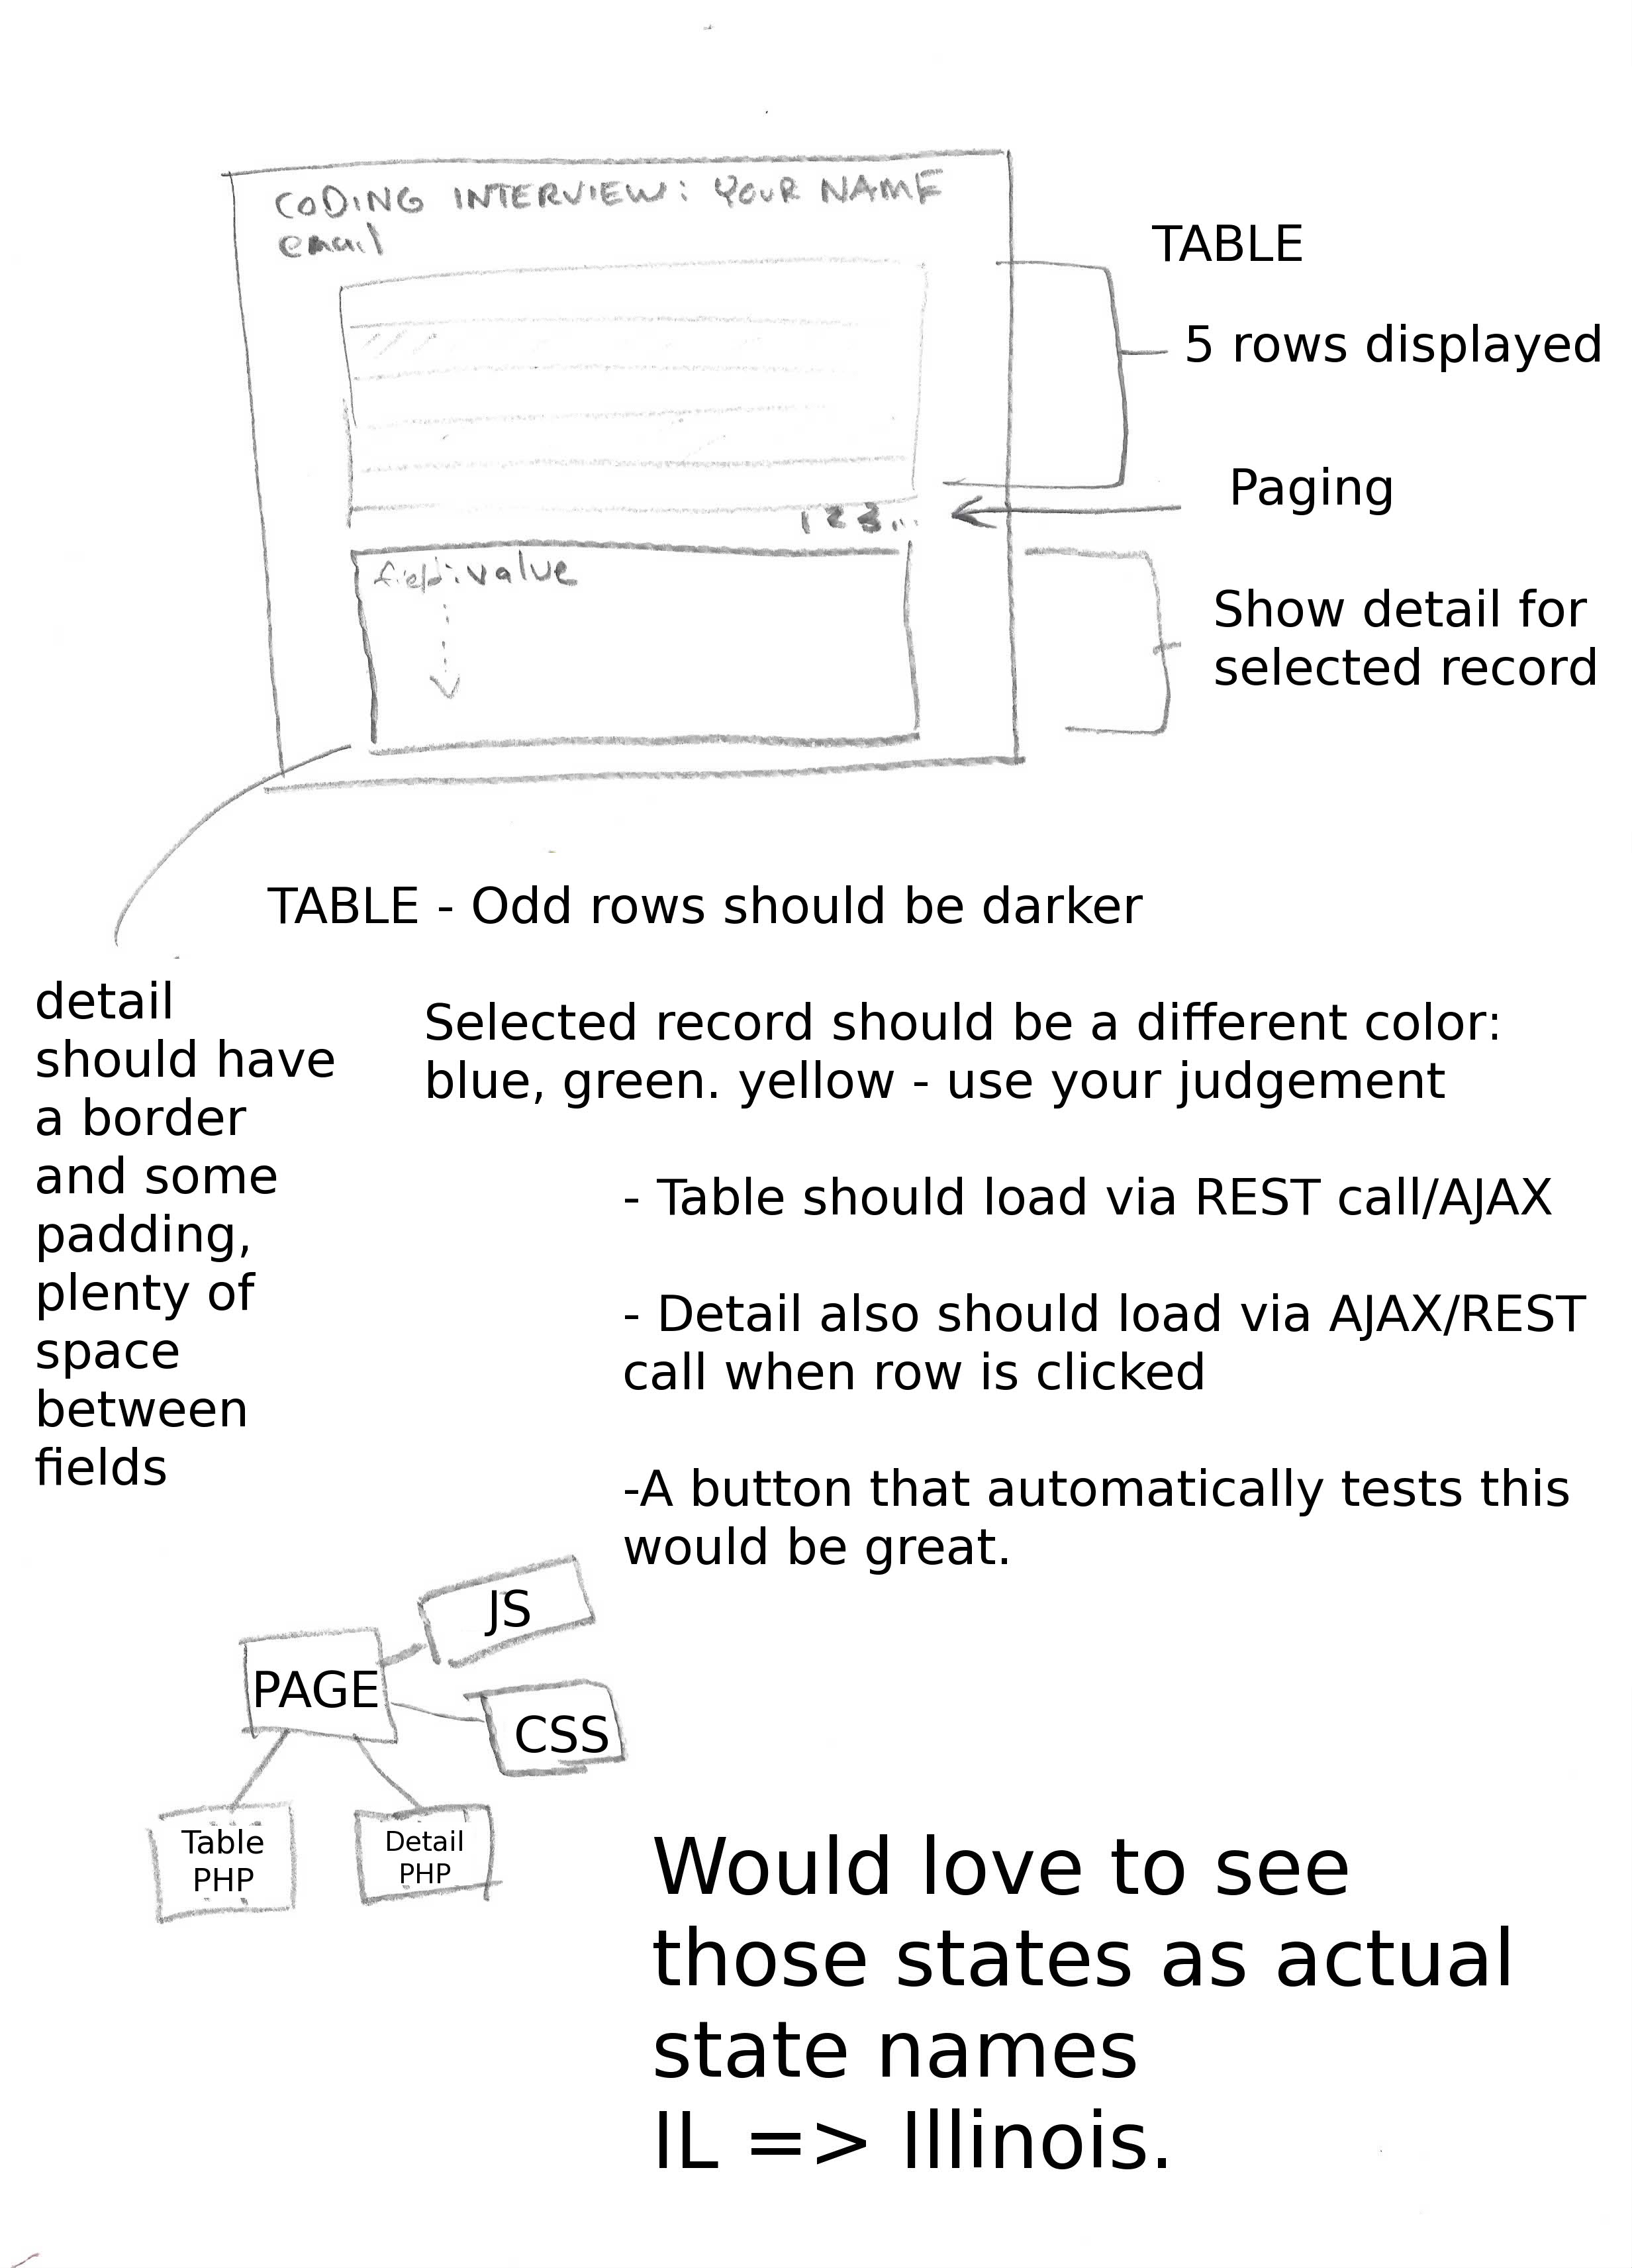 CODING INTERVIEW: YOUR NAME
email
TABLE
5 rows displayed
Paging
1 2 3...
field: value
Show detail for
selected record
TABLE - Odd rows should be darker
detail
should have
a border
and some
padding,
plenty of
space
between
fields
Selected record should be a different color:
blue, green. yellow - use your judgement
- Table should load via REST call/AJAX
- Detail also should load via AJAX/REST
call when row is clicked
-A button that automatically tests this
would be great.
JS
PAGE
CSS
Table
PHP
Detail
PHP
Would love to see
those states as actual
state names
IL => Illinois.